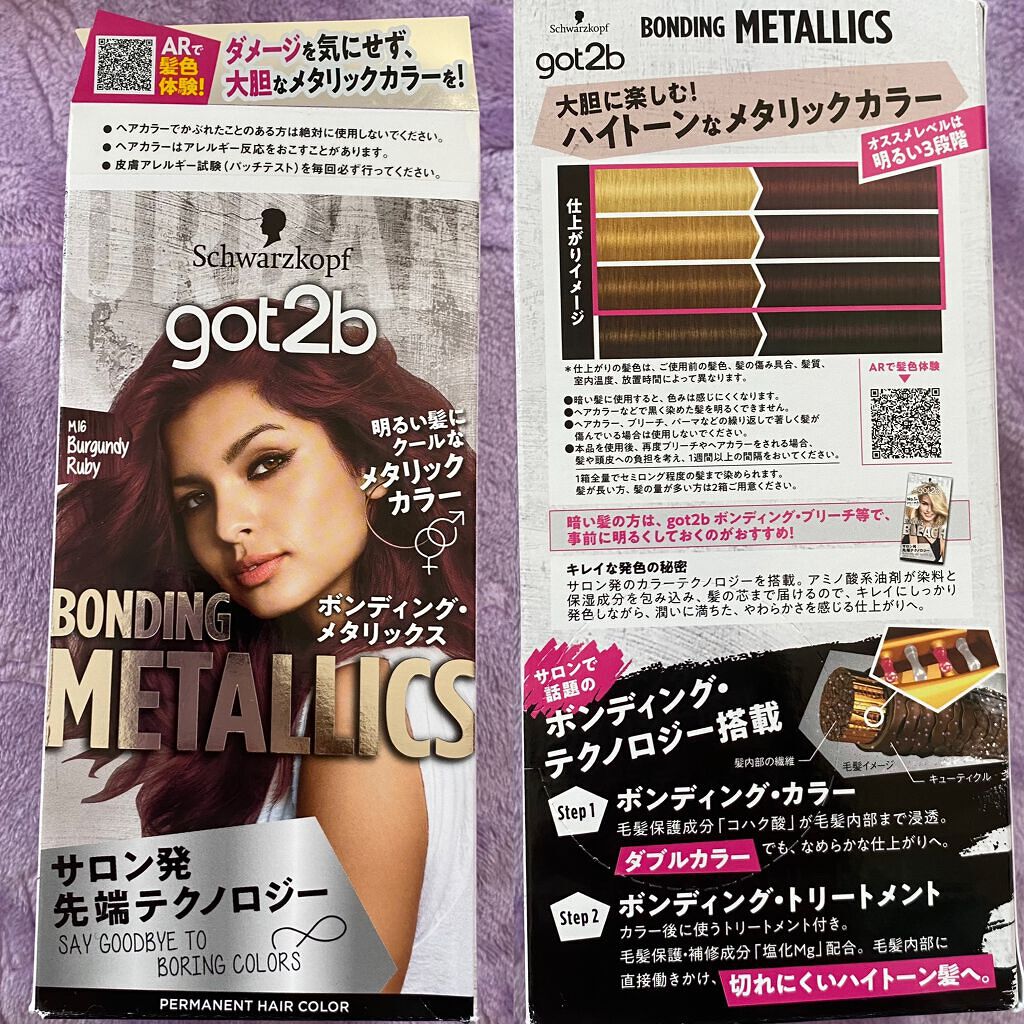 ARで
髪色
体験!
ダメージを気にせず、
大胆なメタリックカラーを!
●ヘアカラーでかぶれたことのある方は絶対に使用しないでください。
●ヘアカラーはアレルギー反応をおこすことがあります。
●皮膚アレルギー試験(パッチテスト)を毎回必ず行ってください。
Schwarzkopf
got2b
M16
Burgundy
Ruby
明るい髪に
クールな
メタリック
カラー
BONDING
METALLICS
ボンディング・
メタリックス
サロン発
先端テクノロジー
SAY GOODBYE TO
BORING COLORS
PERMANENT HAIR COLOR
Schwarzkopf
got2b
BONDING METALLICS
大胆に楽しむ!
ハイトーンなメタリックカラー
オススメレベルは
明るい3段階
仕上がりイメージ
*仕上がりの髪色は、ご使用前の髪色、髪の傷み具合、髪質、
室内温度、放置時間によって異なります。
●暗い髪に使用すると、色みは感じにくくなります。
●ヘアカラーなどで黒く染めた髪を明るくできません。
●ヘアカラー、ブリーチ、パーマなどの繰り返しで著しく髪が
傷んでいる場合は使用しないでください。
●本品を使用後、再度ブリーチやヘアカラーをされる場合、
髪や頭皮への負担を考え、1週間以上の間隔をおいてください。
1箱全量でセミロング程度の髪まで染められます。
髪が長い方、髪の量が多い方は2箱ご用意ください。
ARで髪色体験
暗い髪の方は、got2b ボンディング・ブリーチ等で、
事前に明るくしておくのがおすすめ!
got2b
BLEACH
サロン発
先端テクノロジー
キレイな発色の秘密
サロン発のカラーテクノロジーを搭載。アミノ酸系油剤が染料と
保湿成分を包み込み、髪の芯まで届けるので、キレイにしっかり
発色しながら、潤いに満ちた、やわらかさを感じる仕上がりへ。
サロンで
話題の
ボンディング・
テクノロジー搭載
髪内部の繊維
毛髪イメージ
キューティクル
Step1
ボンディング・カラー
毛髪保護成分「コハク酸」が毛髪内部まで浸透。
ダブルカラー でも、なめらかな仕上がりへ。
Step2
ボンディング・トリートメント
カラー後に使うトリートメント付き。
毛髪保護・補修成分「塩化Mg」配合。毛髪内部に
直接働きかけ、切れにくいハイトーン髪へ。